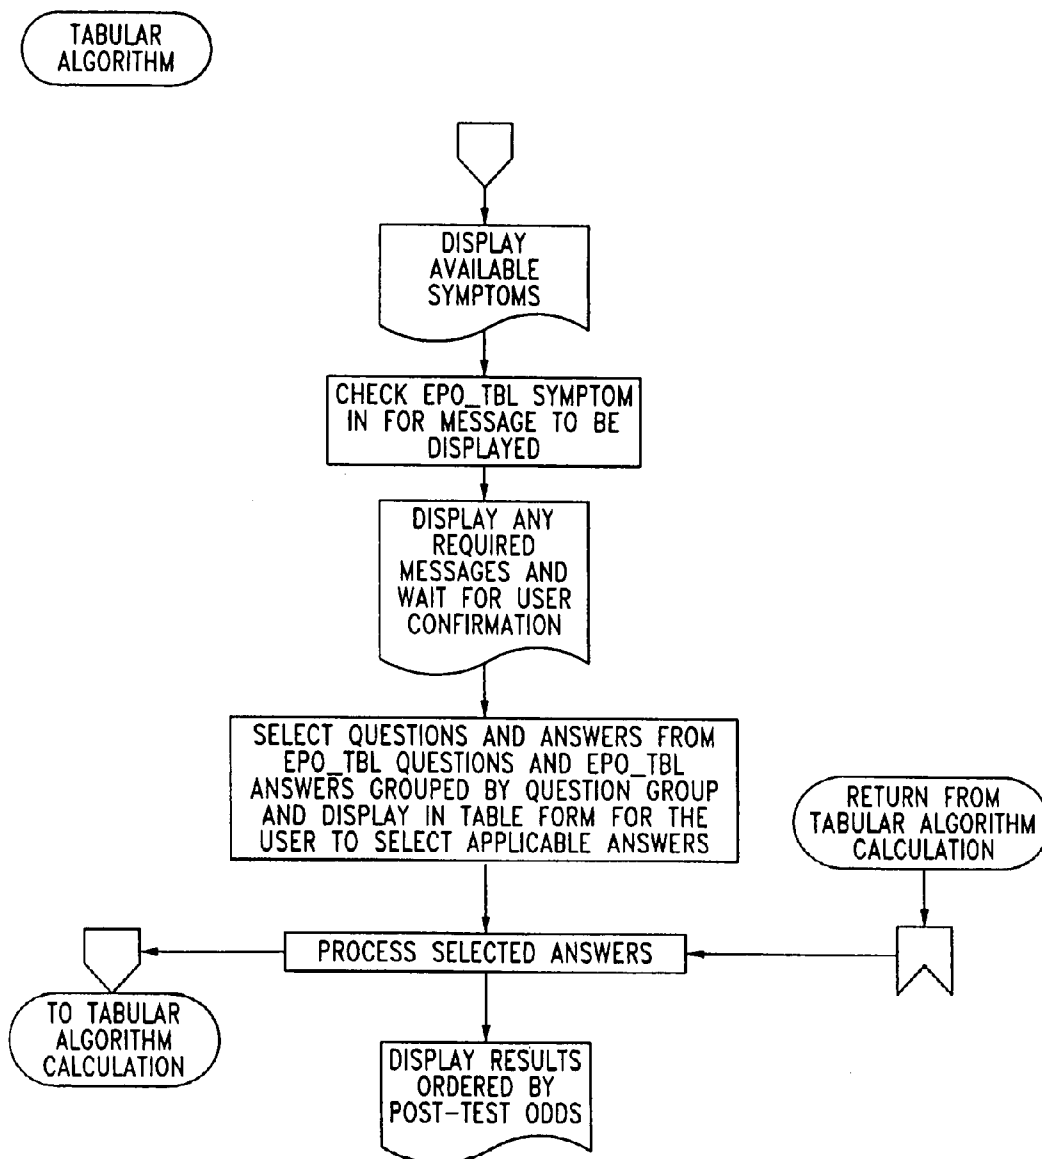 TABULAR
ALGORITHM
DISPLAY
AVAILABLE
SYMPTOMS
CHECK EPO_TBL SYMPTOM
IN FOR MESSAGE TO BE
DISPLAYED
DISPLAY ANY
REQUIRED
MESSAGES AND
WAIT FOR USER
CONFIRMATION
SELECT QUESTIONS AND ANSWERS FROM
EPO_TBL QUESTIONS AND EPO_TBL
ANSWERS GROUPED BY QUESTION GROUP
AND DISPLAY IN TABLE FORM FOR THE
USER TO SELECT APPLICABLE ANSWERS
RETURN FROM
TABULAR ALGORITHM
CALCULATION
PROCESS SELECTED ANSWERS
TO TABULAR
ALGORITHM
CALCULATION
DISPLAY RESULTS
ORDERED BY
POST-TEST ODDS